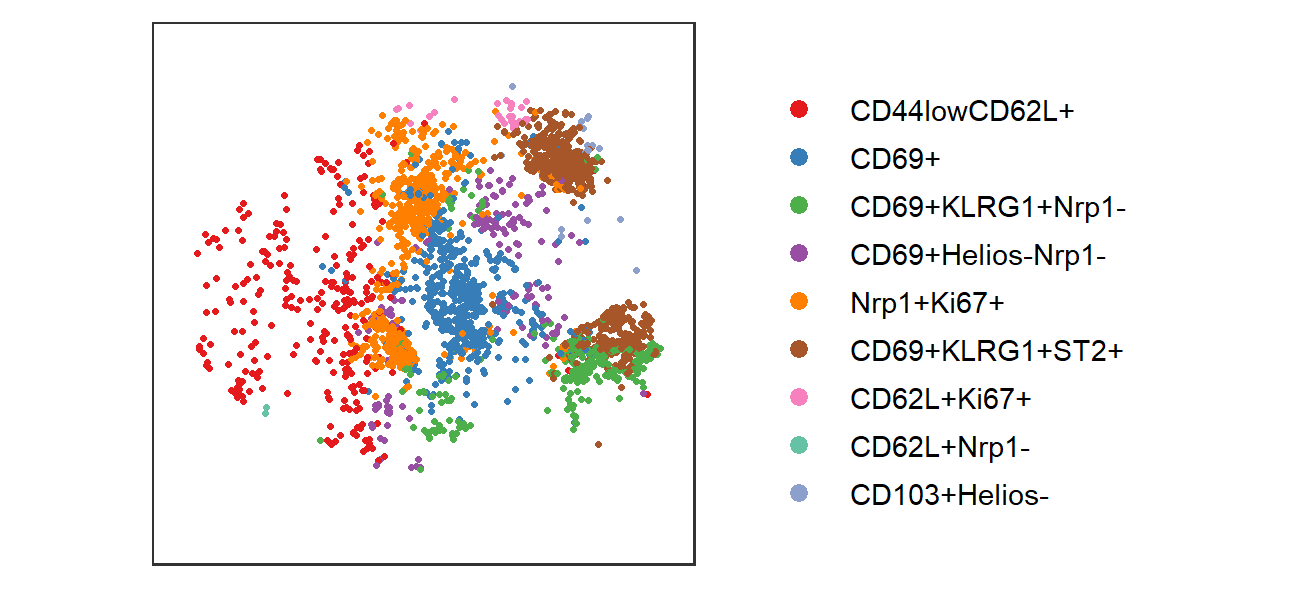 CD44lowCD62L+
CD69+
CD69+KLRG1+Nrp1-
CD69+Helios-Nrp1-
Nrp1+Ki67+
CD69+KLRG1+ST2+
CD62L+Ki67+
CD62L+Nrp1-
CD103+Helios-